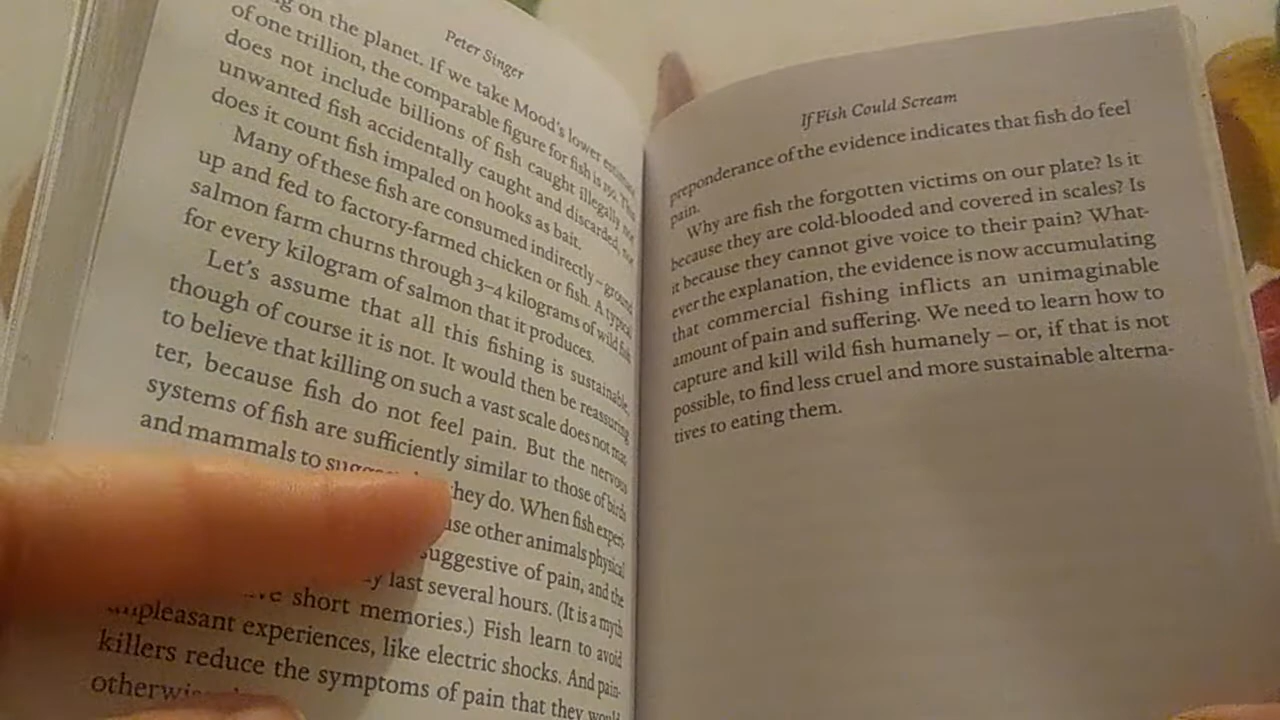 Peter Singer
on the planet. If we take Mood's lower estimate
of one trillion, the comparable figure for fish is 150. This
does not include billions of fish caught illegally nor
unwanted fish accidentally caught and discarded, nor
does it count fish impaled on hooks as bait.
Many of these fish are consumed indirectly – ground
up and fed to factory-farmed chicken or fish. A typical
salmon farm churns through 3–4 kilograms of wild fish
for every kilogram of salmon that it produces.
Let's assume that all this fishing is sustainable,
though of course it is not. It would then be reassuring
to believe that killing on such a vast scale does not mat-
ter, because fish do not feel pain. But the nervous
systems of fish are sufficiently similar to those of birds
and mammals to they do. When fish experi-
other animals physical
suggestive of pain, and the
last several hours. (It is a myth
short memories.) Fish learn to avoid
unpleasant experiences, like electric shocks. And pain-
killers reduce the symptoms of pain that they would
If Fish Could Scream
preponderance of the evidence indicates that fish do feel
pain.
Why are fish the forgotten victims on our plate? Is it
because they are cold-blooded and covered in scales? Is
it because they cannot give voice to their pain? What-
ever the explanation, the evidence is now accumulating
that commercial fishing inflicts an unimaginable
amount of pain and suffering. We need to learn how to
capture and kill wild fish humanely – or, if that is not
possible, to find less cruel and more sustainable alterna-
tives to eating them.